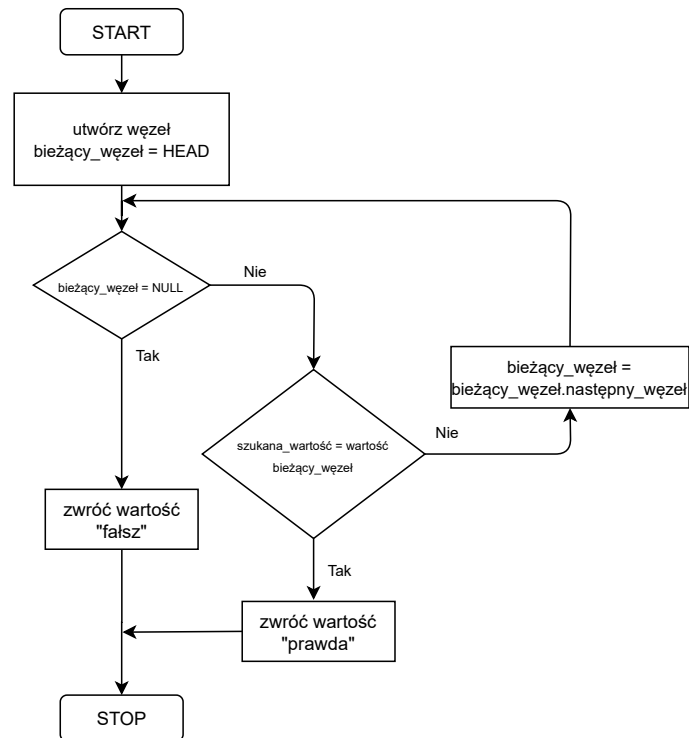 START
utwórz węzeł
bieżący_węzeł = HEAD
bieżący_węzeł = NULL
Nie
Tak
bieżący_węzeł =
bieżący_węzeł.następny_węzeł
szukana_wartość = wartość
bieżący_węzeł
Nie
zwróć wartość
"fałsz"
Tak
zwróć wartość
"prawda"
STOP